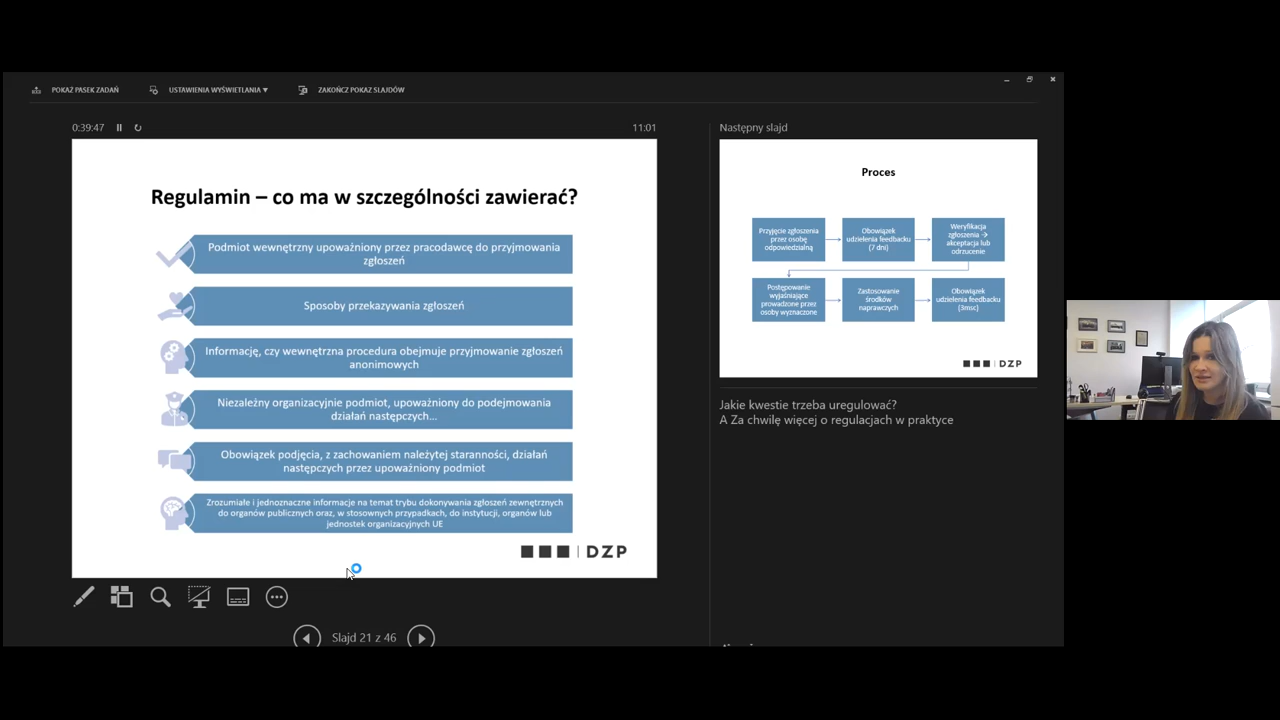 POKAŻ PASEK ZADAŃ
USTAWIENIA WYŚWIETLANIA ▼
ZAKOŃCZ POKAZ SLAJDÓW
0:39:47
11:01
Regulamin – co ma w szczególności zawierać?
Podmiot wewnętrzny upoważniony przez pracodawcę do przyjmowania
zgłoszeń
Sposoby przekazywania zgłoszeń
Informację, czy wewnętrzna procedura obejmuje przyjmowanie zgłoszeń
anonimowych
Niezależny organizacyjnie podmiot, upoważniony do podejmowania
działań następczych...
Obowiązek podjęcia, z zachowaniem należytej staranności, działań
następczych przez upoważniony podmiot
Zrozumiałe i jednoznaczne informacje na temat trybu dokonywania zgłoszeń zewnętrznych
do organów publicznych oraz, w stosownych przypadkach, do instytucji, organów lub
jednostek organizacyjnych UE
DZP
Slajd 21 z 46
Następny slajd
Proces
Przyjęcie zgłoszenia
przez osobę
odpowiedzialną
Obowiązek
udzielenia feedbacku
(7 dni)
Weryfikacja
zgłoszenia →
akceptacja lub
odrzucenie
Postępowanie
wyjaśniające
prowadzone przez
osoby wyznaczone
Zastosowanie
środków
naprawczych
Obowiązek
udzielenia feedbacku
(3msc)
DZP
Jakie kwestie trzeba uregulować?
A Za chwilę więcej o regulacjach w praktyce